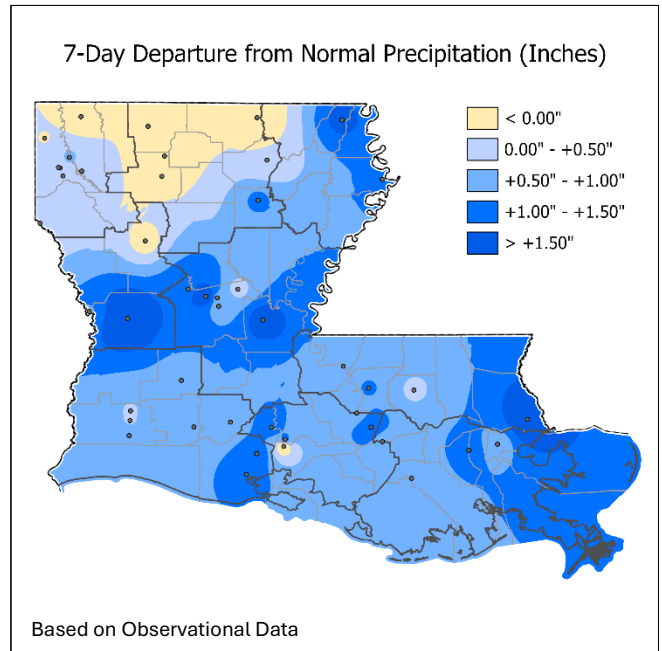 7-Day Departure from Normal Precipitation (Inches)
< 0.00"
0.00" - +0.50"
+0.50" - +1.00"
+1.00" - +1.50"
> +1.50"
Based on Observational Data